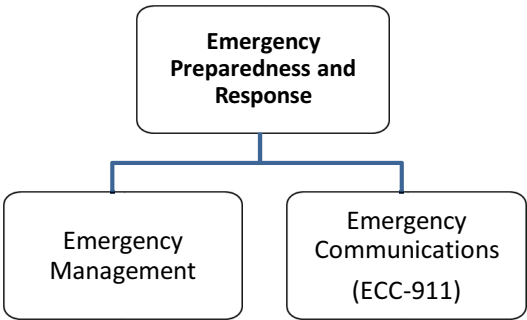 Emergency
Preparedness and
Response
Emergency
Management
Emergency
Communications
(ECC-911)